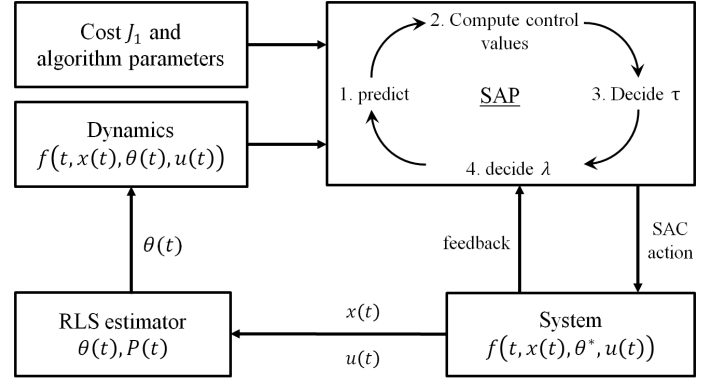 Cost J₁ and
algorithm parameters
2. Compute control
values
1. predict
SAP
3. Decide τ
4. decide λ
Dynamics
f(t, x(t), θ(t), u(t))
θ(t)
feedback
SAC
action
RLS estimator
θ(t), P(t)
x(t)
u(t)
System
f(t, x(t), θ*, u(t))